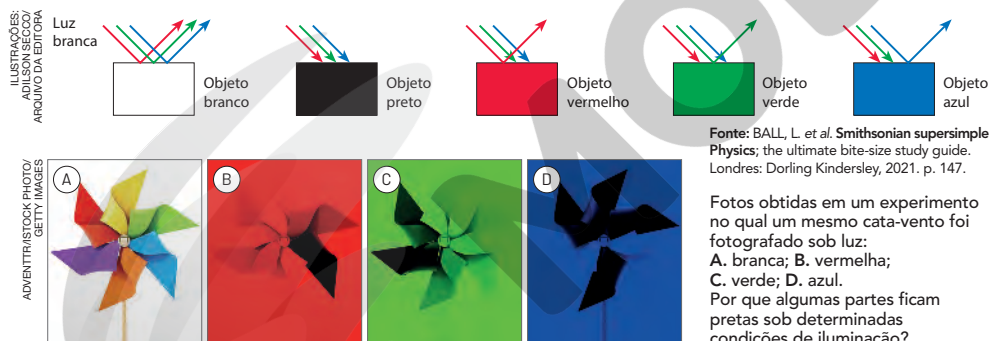 ILUSTRAÇÕES:
ADILSON SECCO/
ARQUIVO DA EDITORA
Luz
branca
Objeto
branco
Objeto
preto
Objeto
vermelho
Objeto
verde
Objeto
azul
Fonte: BALL, L. et al. Smithsonian supersimple
Physics; the ultimate bite-size study guide.
Londres: Dorling Kindersley, 2021. p. 147.
ADVENTTR/ISTOCK PHOTO/
GETTY IMAGES
A
B
C
D
Fotos obtidas em um experimento
no qual um mesmo cata-vento foi
fotografado sob luz:
A. branca; B. vermelha;
C. verde; D. azul.
Por que algumas partes ficam
pretas sob determinadas
condições de iluminação?